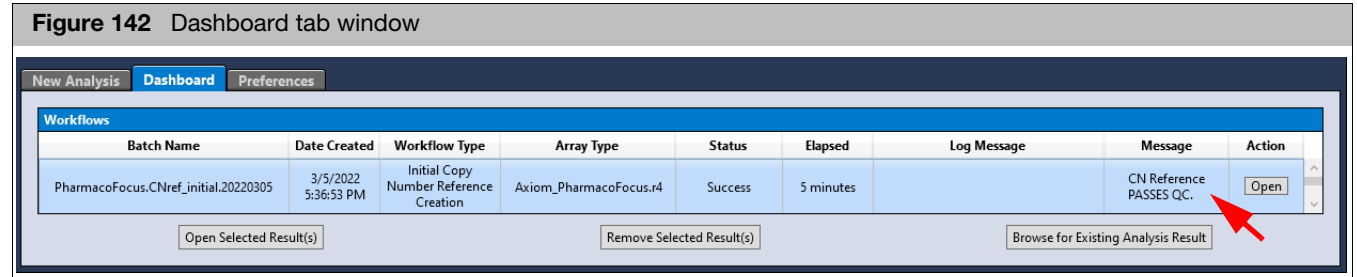 Figure 142 Dashboard tab window
New Analysis Dashboard Preferences
Workflows
Batch Name Date Created Workflow Type Array Type Status Elapsed Log Message Message Action
PharmacoFocus.CNref_initial.20220305 3/5/2022 5:36:53 PM Initial Copy Number Reference Creation Axiom_PharmacoFocus.r4 Success 5 minutes CN Reference PASSES QC. Open
Open Selected Result(s) Remove Selected Result(s) Browse for Existing Analysis Result